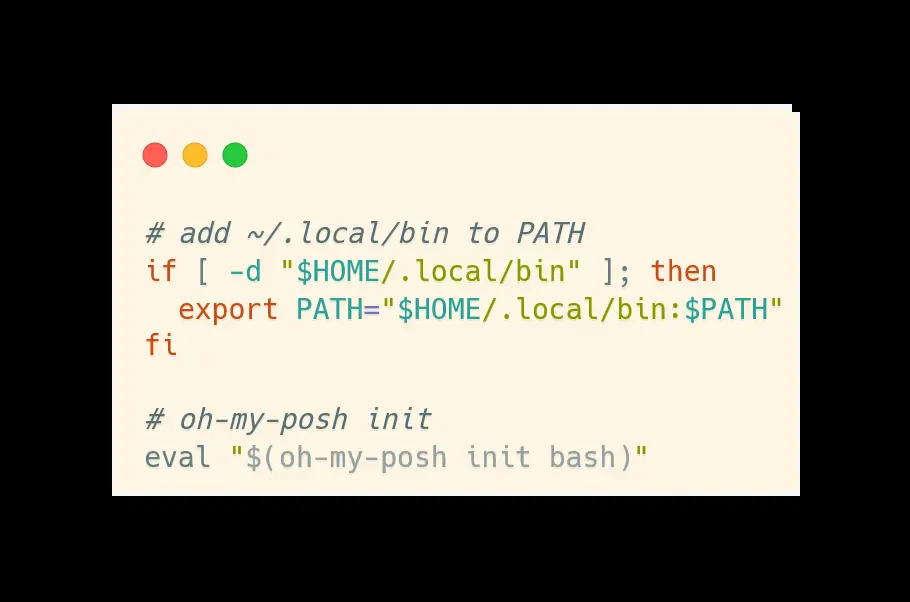 # add ~/.local/bin to PATH
if [ -d "$HOME/.local/bin" ]; then
  export PATH="$HOME/.local/bin:$PATH"
fi

# oh-my-posh init
eval "$(oh-my-posh init bash)"